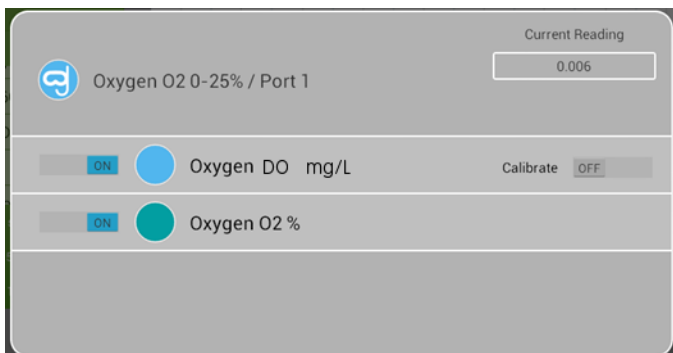 Current Reading
Oxygen O2 0-25% / Port 1
0.006
ON Oxygen DO mg/L Calibrate OFF
ON Oxygen O2 %